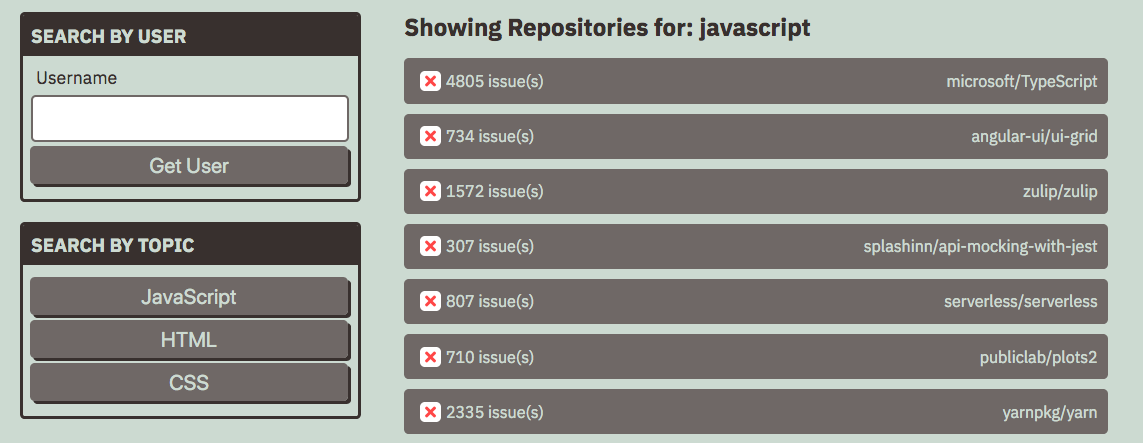 SEARCH BY USER
Username
Get User
SEARCH BY TOPIC
JavaScript
HTML
CSS
Showing Repositories for: javascript
4805 issue(s) microsoft/TypeScript
734 issue(s) angular-ui/ui-grid
1572 issue(s) zulip/zulip
307 issue(s) splashinn/api-mocking-with-jest
807 issue(s) serverless/serverless
710 issue(s) publiclab/plots2
2335 issue(s) yarnpkg/yarn